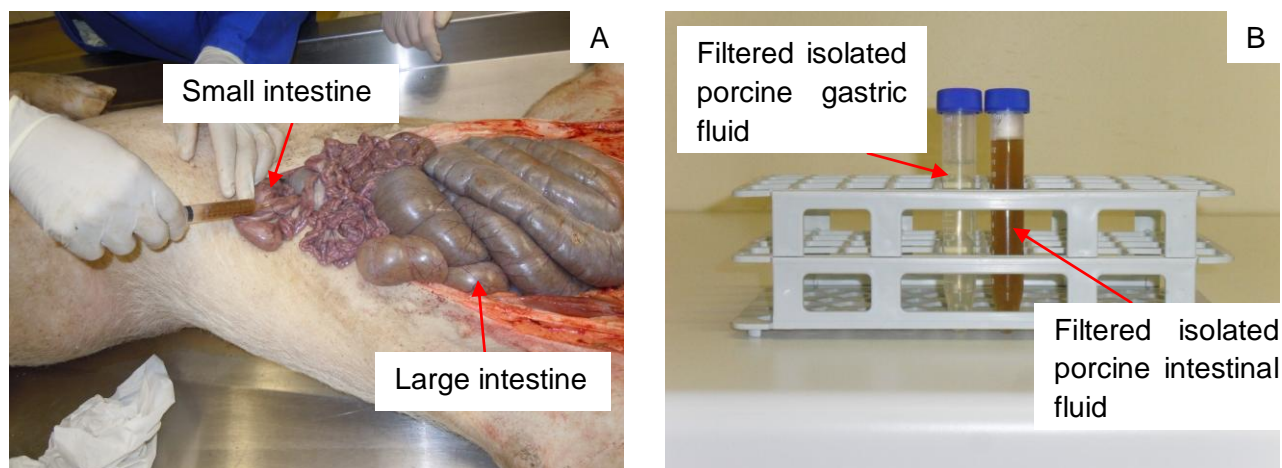 A
Small intestine
Large intestine
B
Filtered isolated
porcine gastric
fluid
Filtered isolated
porcine intestinal
fluid